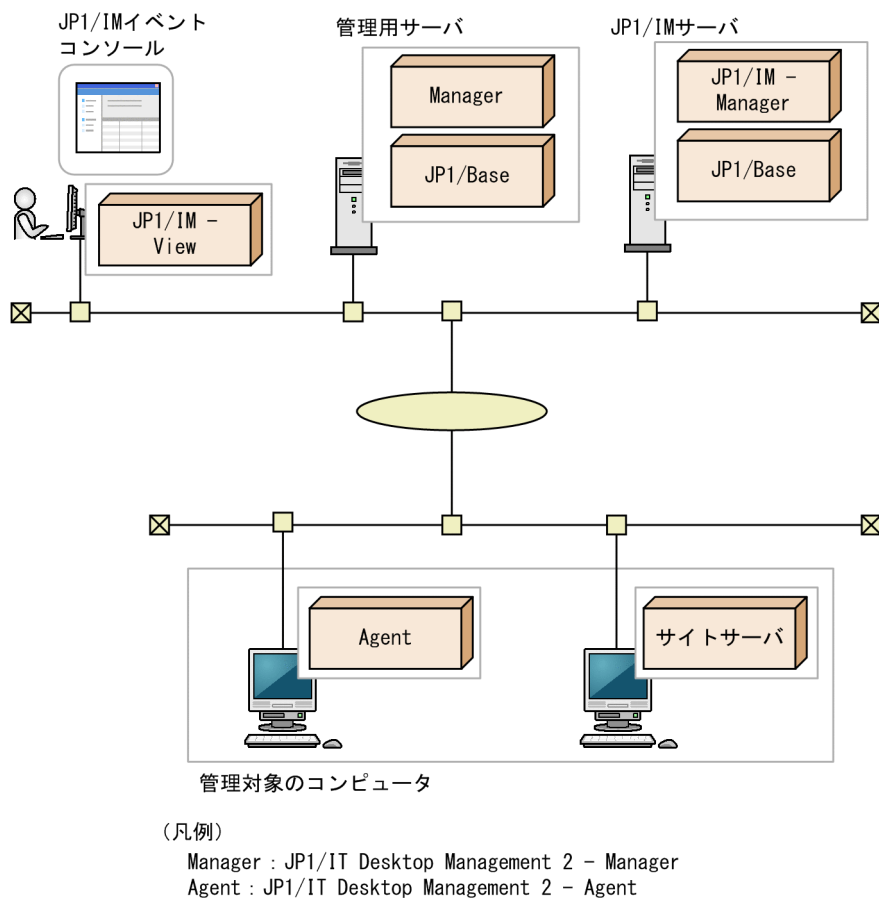 JP1/IMイベント
コンソール
管理用サーバ
JP1/IMサーバ
Manager
JP1/Base
JP1/IM －
Manager
JP1/Base
JP1/IM －
View
Agent
サイトサーバ
管理対象のコンピュータ
（凡例）
Manager：JP1/IT Desktop Management 2 － Manager
Agent：JP1/IT Desktop Management 2 － Agent